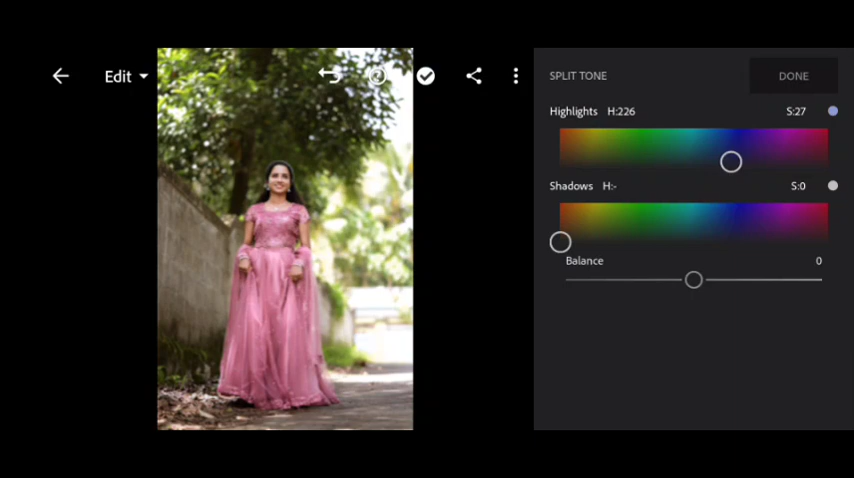 Edit
SPLIT TONE
DONE
Highlights H:226 S:27
Shadows H:- S:0
Balance 0